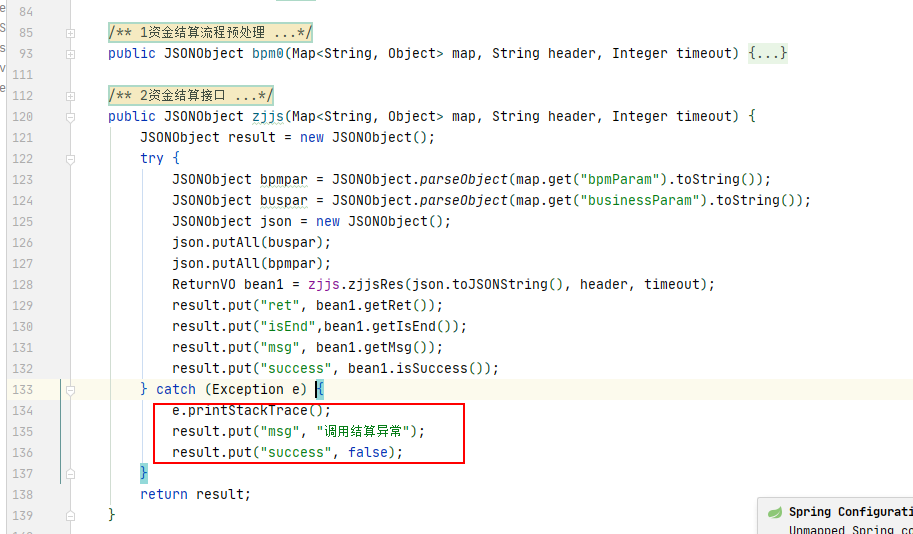 84
85 /** 1资金结算流程预处理 ...*/
93 public JSONObject bpm0(Map<String, Object> map, String header, Integer timeout) {...}
111
112 /** 2资金结算接口 ...*/
120 public JSONObject zjjs(Map<String, Object> map, String header, Integer timeout) {
121 JSONObject result = new JSONObject();
122 try {
123 JSONObject bpmpar = JSONObject.parseObject(map.get("bpmParam").toString());
124 JSONObject buspar = JSONObject.parseObject(map.get("businessParam").toString());
125 JSONObject json = new JSONObject();
126 json.putAll(buspar);
127 json.putAll(bpmpar);
128 ReturnVO bean1 = zjjs.zjjsRes(json.toJSONString(), header, timeout);
129 result.put("ret", bean1.getRet());
130 result.put("isEnd",bean1.getIsEnd());
131 result.put("msg", bean1.getMsg());
132 result.put("success", bean1.isSuccess());
133 } catch (Exception e) {
134 e.printStackTrace();
135 result.put("msg", "调用结算异常");
136 result.put("success", false);
137 }
138 return result;
139 }
Spring Configurati
Unmapped Spring co